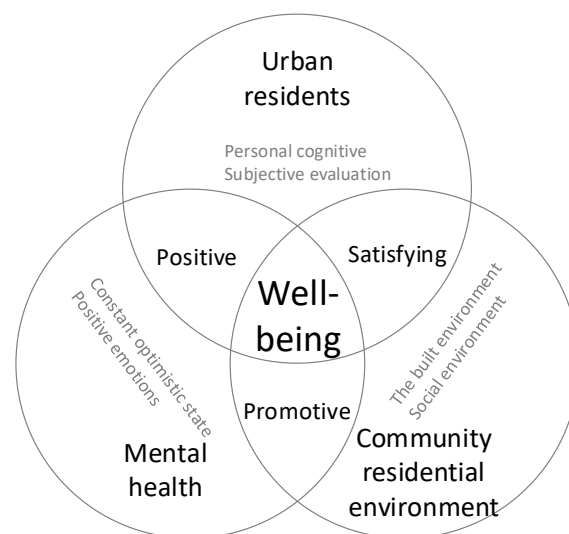 Urban
residents
Personal cognitive
Subjective evaluation
Positive
Satisfying
Well-
being
Constant optimistic state
Positive emotions
The built environment
Social environment
Promotive
Mental
health
Community
residential
environment